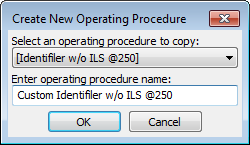 Create New Operating Procedure
Select an operating procedure to copy:
[Identifiler w/o ILS @250]
Enter operating procedure name:
Custom Identifiler w/o ILS @250
OK
Cancel